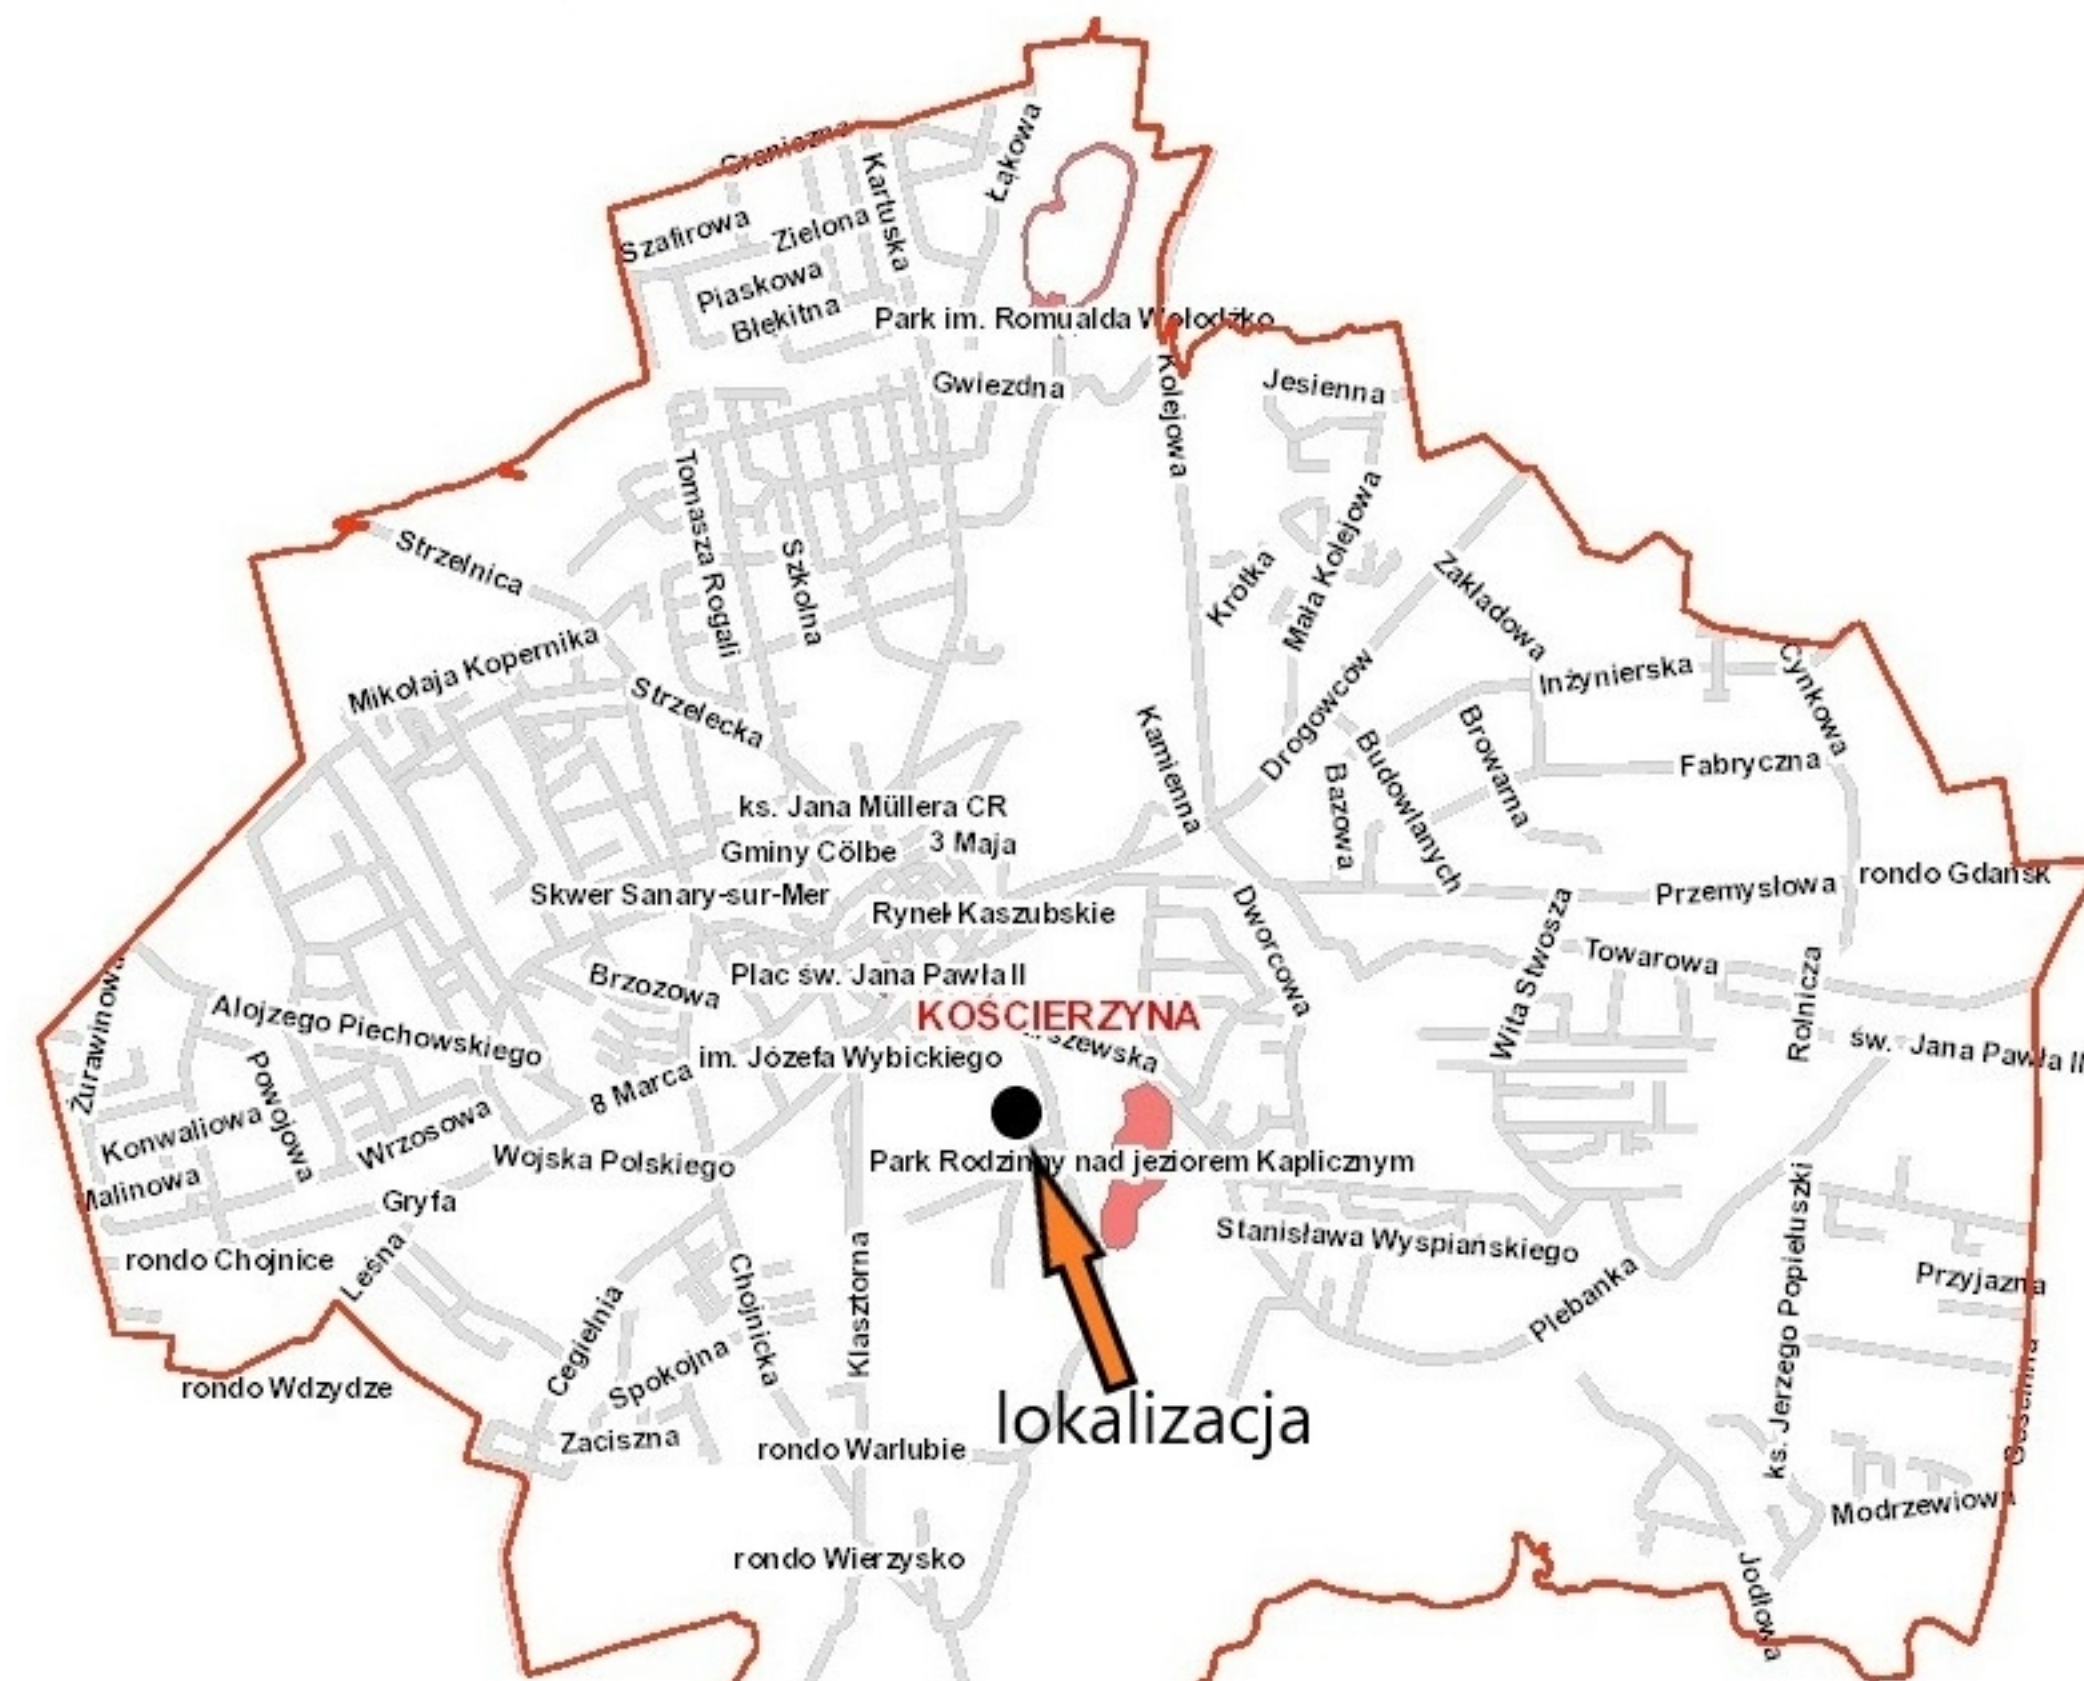 Graniczna
Łąkowa
Kartuska
Szafirowa
Zielona
Piaskowa
Błękitna
Park im. Romualda Wołodźko
Gwiezdna
Kolejowa
Jesienna
Tomasza Rogali
Szkolna
Strzelnica
Krótka
Mała Kolejowa
Zakładowa
Mikołaja Kopernika
Strzelecka
Inżynierska
Cynkowa
Kamienna
Drogowców
Budowlanych
Browarna
Fabryczna
Bazowa
ks. Jana Müllera CR
Gminy Cölbe
3 Maja
Skwer Sanary-sur-Mer
Rynek
Kaszubskie
Przemysłowa
rondo Gdańsk
Dworcowa
Wita Stwosza
Towarowa
Rolnicza
Brzozowa
Plac św. Jana Pawła II
KOŚCIERZYNA
Żurawinowa
Alojzego Piechowskiego
im. Józefa Wybickiego
św. Jana Pawła II
8 Marca
Powojowa
Konwaliowa
Wrzosowa
Wojska Polskiego
Park Rodzinny nad jeziorem Kaplicznym
Malinowa
Gryfa
Stanisława Wyspiańskiego
rondo Chojnice
Leśna
Cegielnia
Chojnicka
Klasztorna
Plebanka
ks. Jerzego Popiełuszki
Przyjazna
Spokojna
rondo Wdzydze
lokalizacja
Zaciszna
rondo Warlubie
Modrzewiowa
rondo Wierzysko
Jodłowa